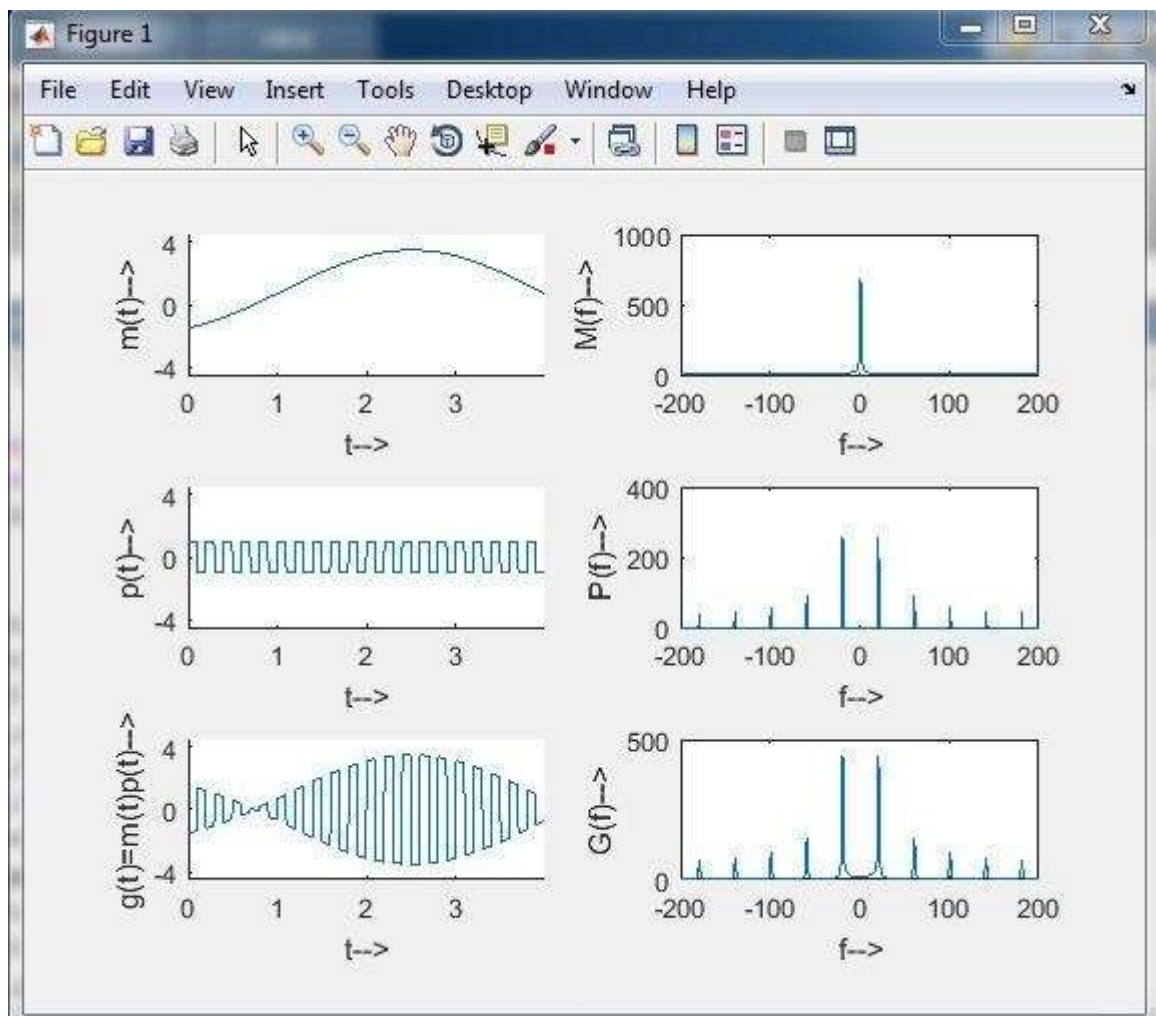 Figure 1
File Edit View Insert Tools Desktop Window Help
m(t)-->
4
0
-4
0 1 2 3
t-->
M(f)-->
1000
500
0
-200 -100 0 100 200
f-->
p(t)-->
4
0
-4
0 1 2 3
t-->
P(f)-->
400
200
0
-200 -100 0 100 200
f-->
g(t)=m(t)p(t)-->
4
0
-4
0 1 2 3
t-->
G(f)-->
500
0
-200 -100 0 100 200
f-->